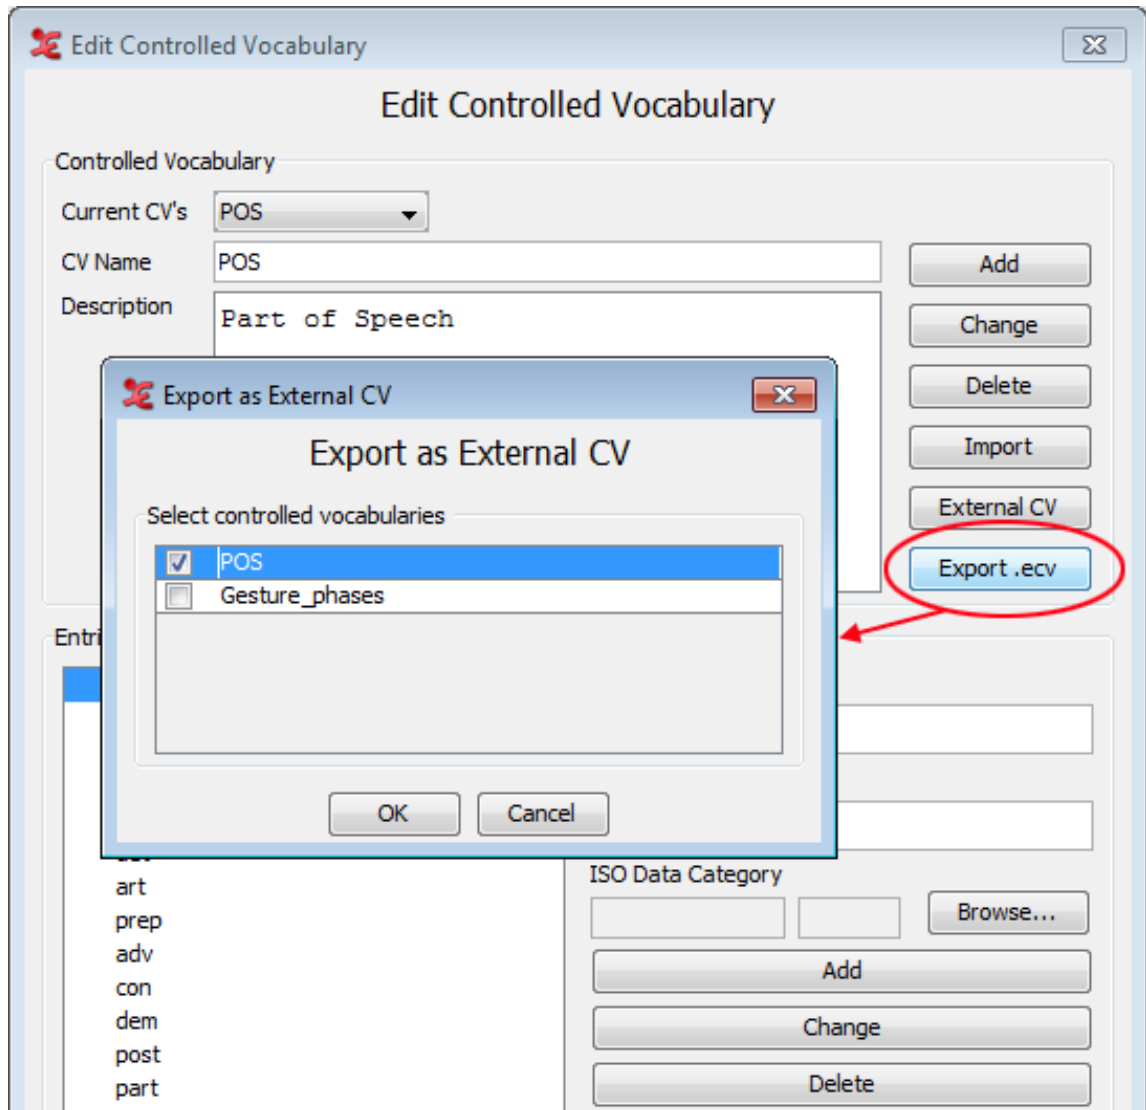 Edit Controlled Vocabulary
Edit Controlled Vocabulary
Controlled Vocabulary
Current CV's POS
CV Name POS
Add
Description Part of Speech
Change
Export as External CV
Delete
Export as External CV
Import
Select controlled vocabularies
External CV
POS
Export .ecv
Gesture_phases
Entri
OK Cancel
art
ISO Data Category
prep
Browse...
adv
Add
con
dem
Change
post
part
Delete